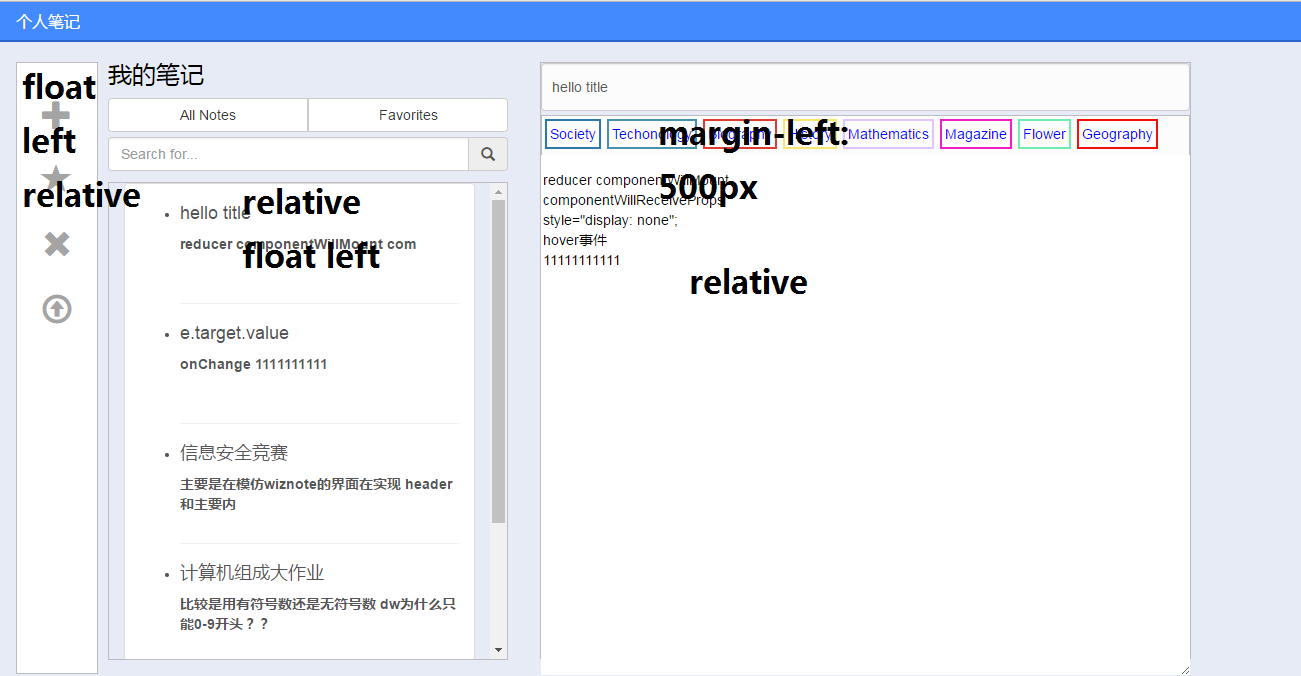 个人笔记
float
left
relative
我的笔记
All Notes
Favorites
Search for...
relative
float left
hello title
reducer componentWillMount com
e.target.value
onChange 1111111111
信息安全竞赛
主要是在模仿wiznote的界面在实现 header
和主要内
计算机组成大作业
比较是用有符号数还是无符号数 dw为什么只
能0-9开头？？
hello title
Society Techonology Biography History Mathematics Magazine Flower Geography
margin-left:
500px
relative
reducer componentWillMount
componentWillReceiveProps
style="display: none";
hover事件
11111111111